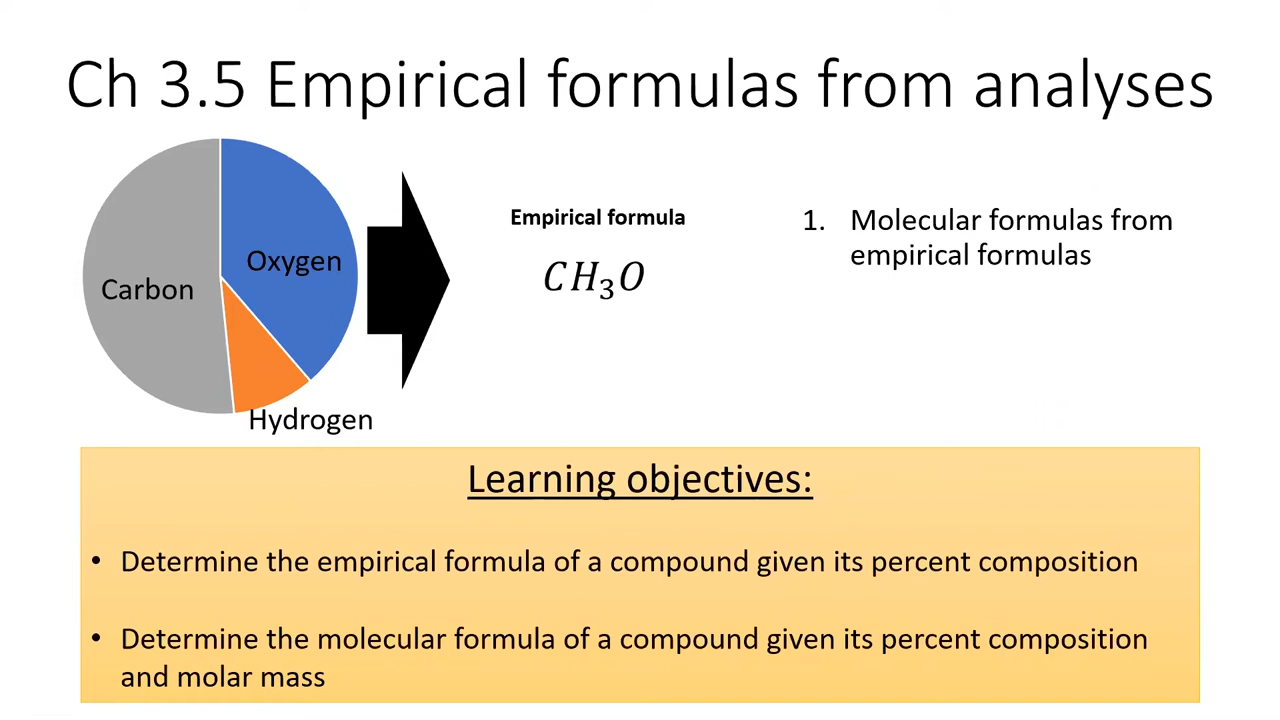 Ch 3.5 Empirical formulas from analyses
Carbon
Oxygen
Hydrogen
Empirical formula
CH₃O
1. Molecular formulas from
empirical formulas
Learning objectives:
• Determine the empirical formula of a compound given its percent composition
• Determine the molecular formula of a compound given its percent composition
and molar mass